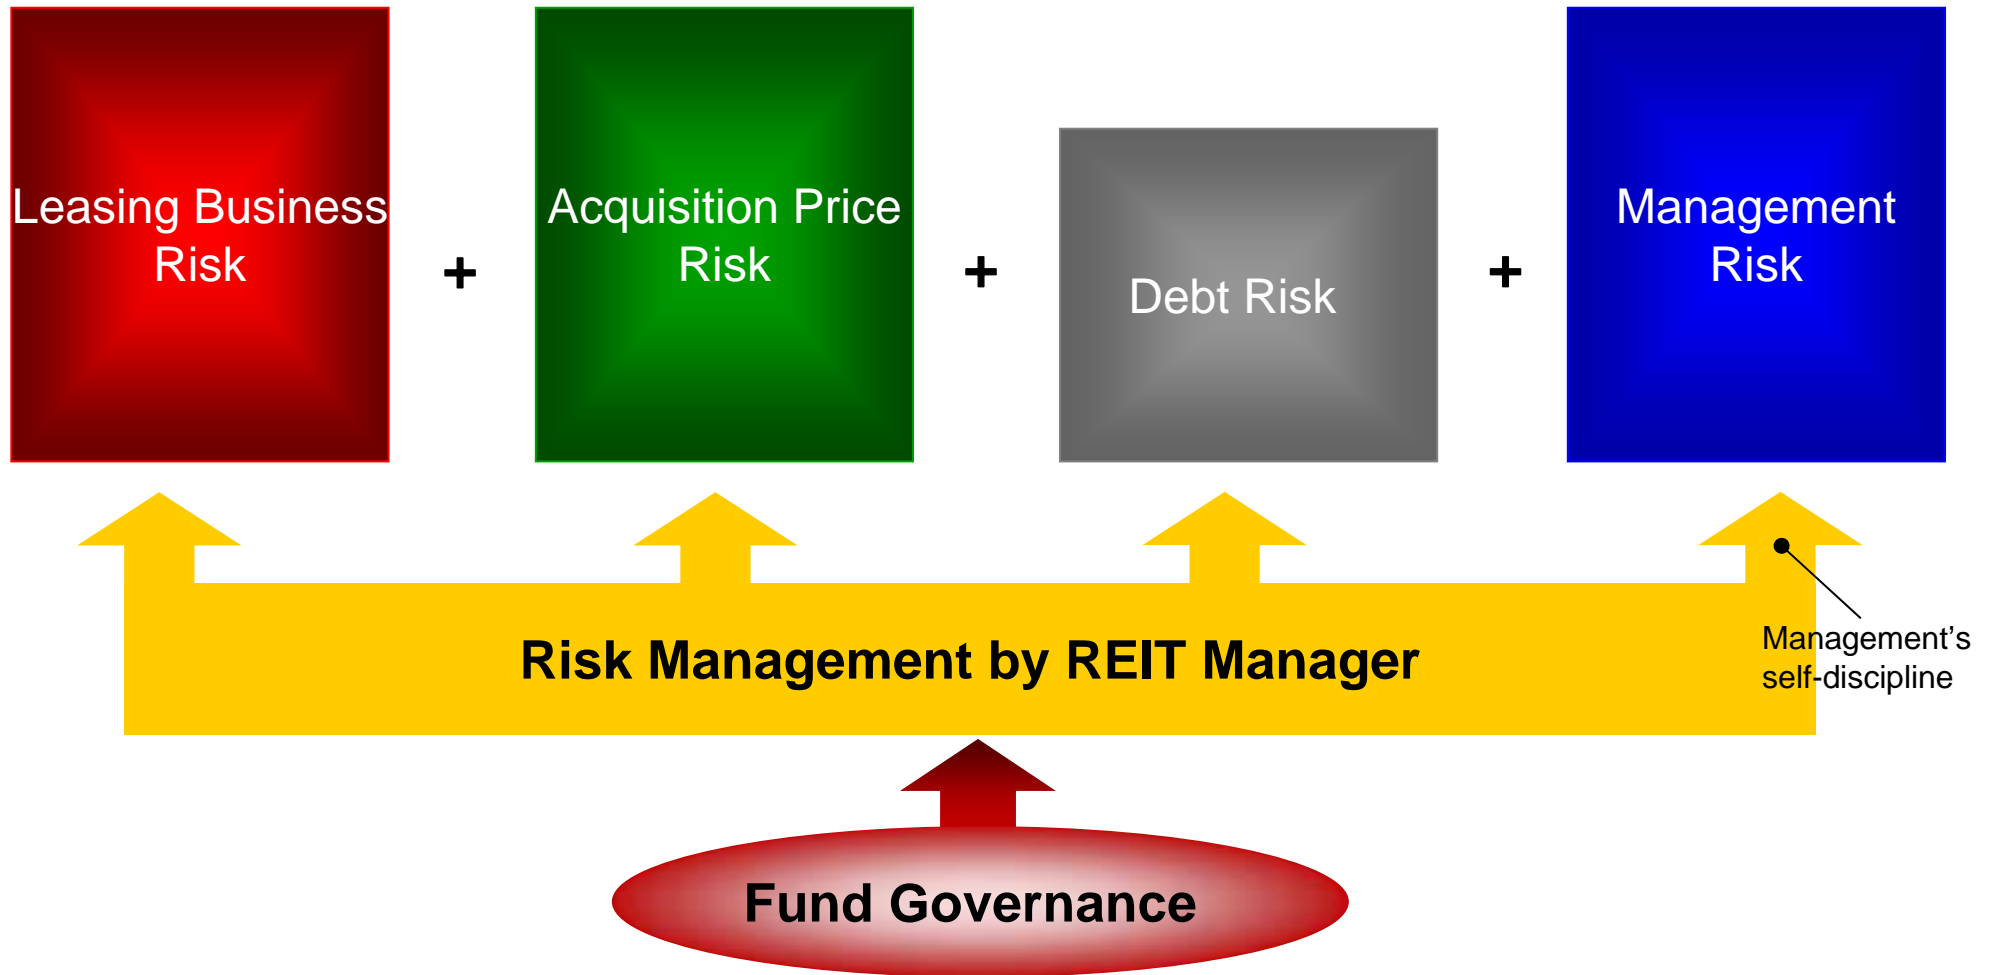 Leasing Business
Risk
+
Acquisition Price
Risk
+
Debt Risk
+
Management
Risk
Risk Management by REIT Manager
Management’s
self-discipline
Fund Governance